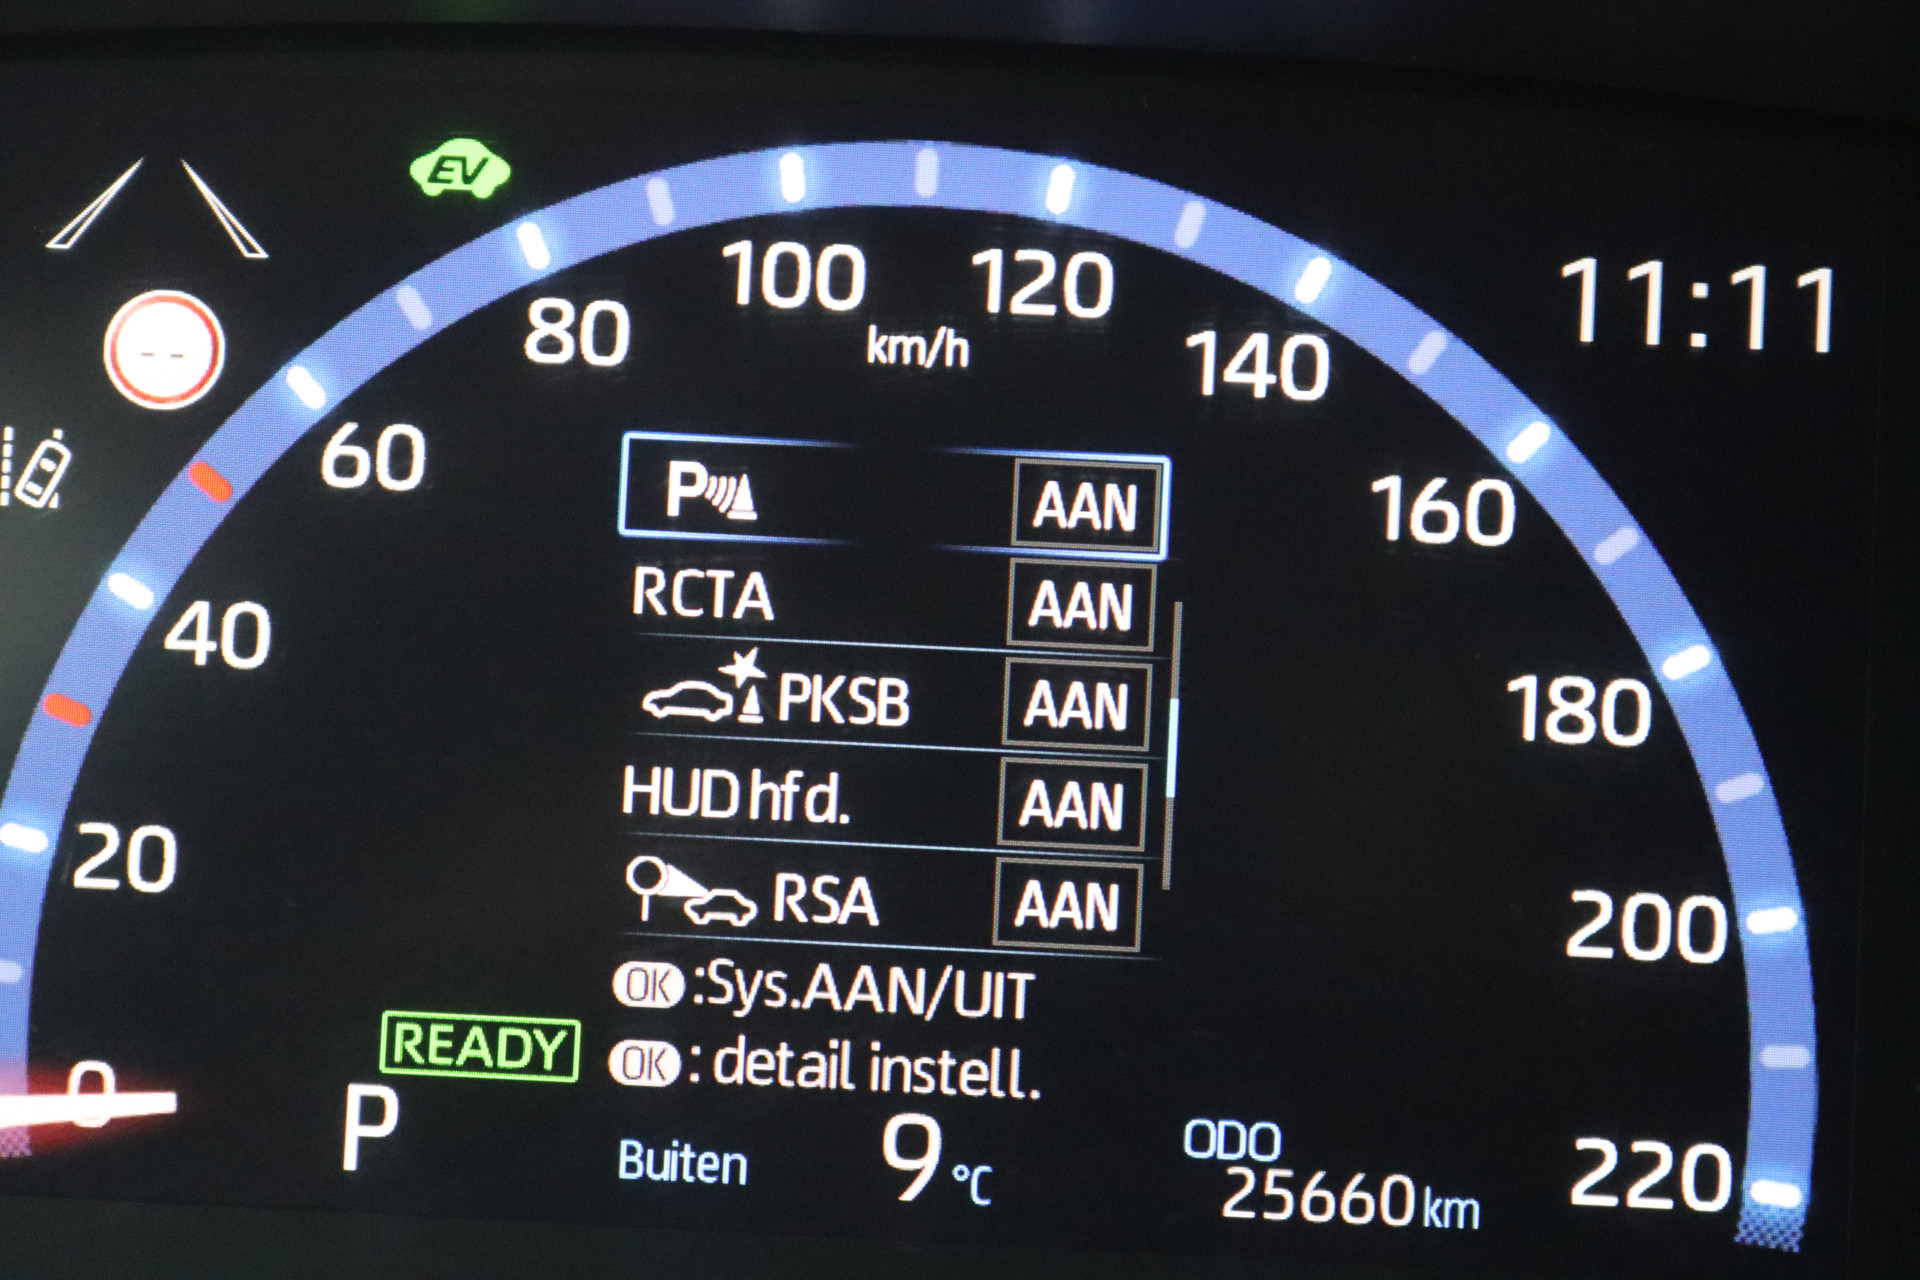 EV
11:11
100 120
80 km/h 140
60 160
40 180
20 200
0 220
--
P AAN
RCTA AAN
PKSB AAN
HUD hfd. AAN
RSA AAN
OK :Sys.AAN/UIT
OK : detail instell.
READY
P
Buiten 9 °C
ODO
25660 km